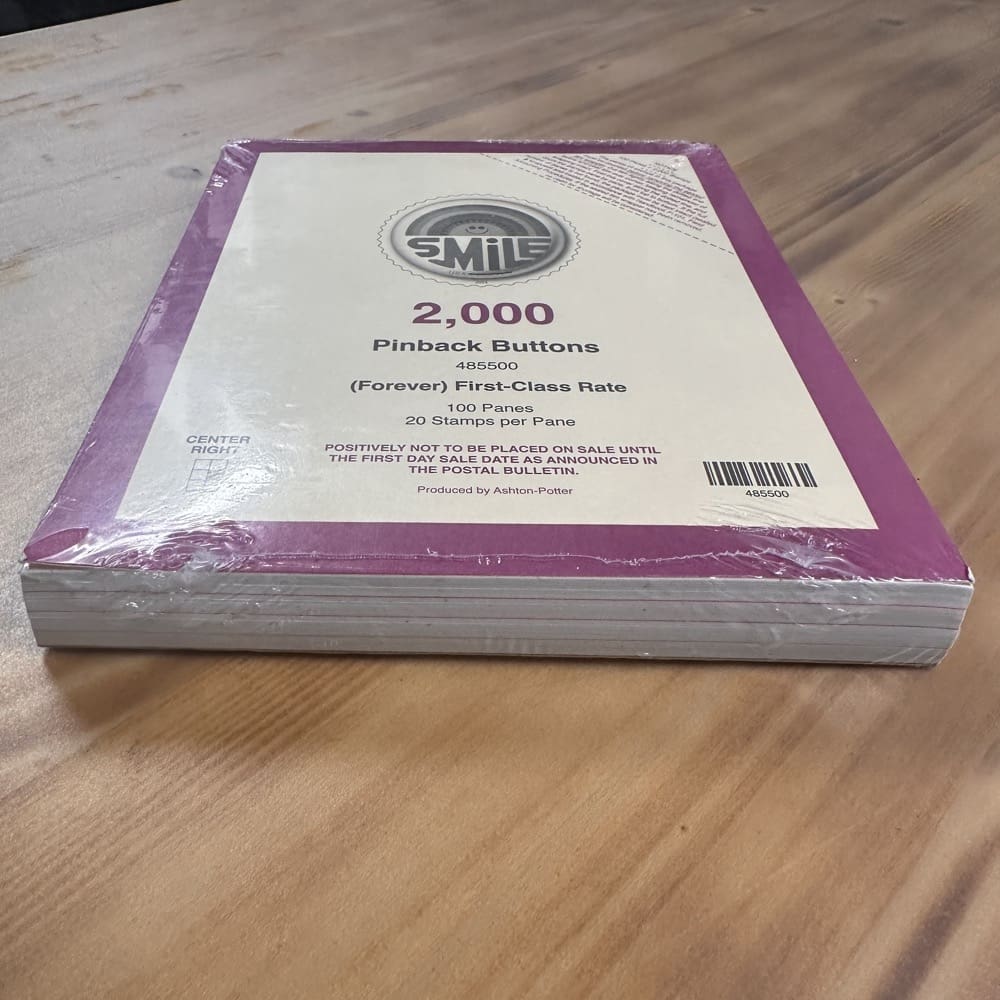 SMiLE
USA
2,000
Pinback Buttons
485500
(Forever) First-Class Rate
100 Panes
20 Stamps per Pane
CENTER
RIGHT
POSITIVELY NOT TO BE PLACED ON SALE UNTIL
THE FIRST DAY SALE DATE AS ANNOUNCED IN
THE POSTAL BULLETIN.
Produced by Ashton-Potter
485500